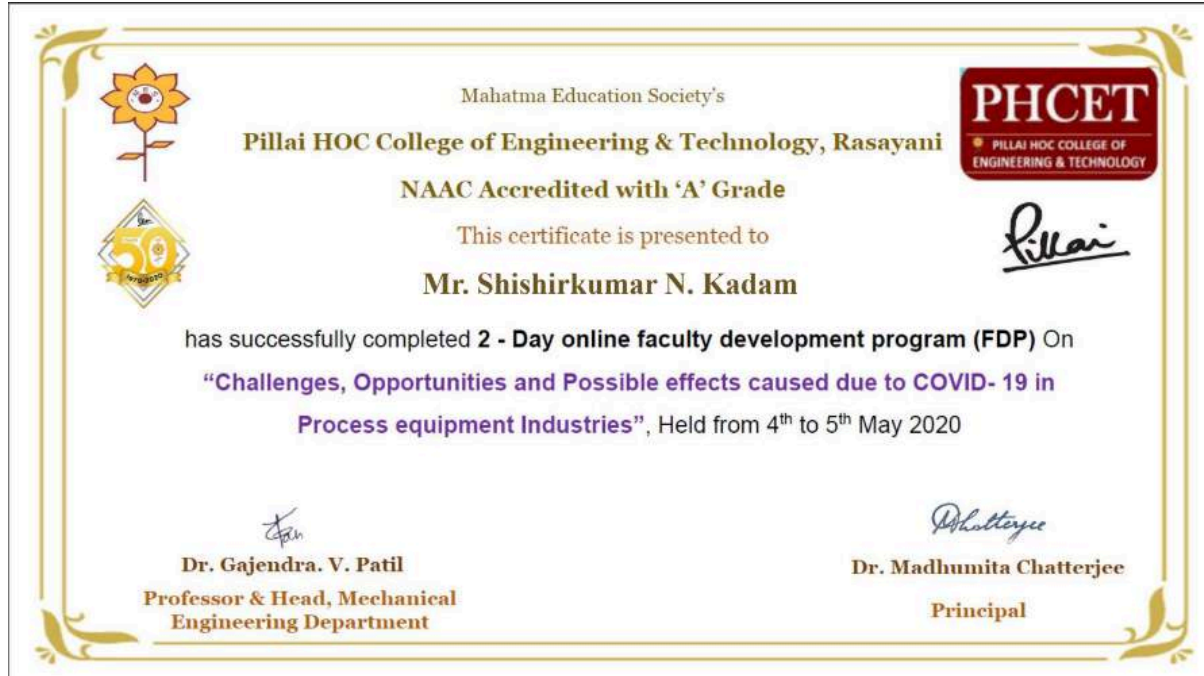 Mahatma Education Society's
PHCET
PILLAI HOC COLLEGE OF
ENGINEERING & TECHNOLOGY
Pillai HOC College of Engineering & Technology, Rasayani
NAAC Accredited with ‘A’ Grade
This certificate is presented to
Pillai
50
1970-2020
Mr. Shishirkumar N. Kadam
has successfully completed 2 - Day online faculty development program (FDP) On
“Challenges, Opportunities and Possible effects caused due to COVID- 19 in
Process equipment Industries”, Held from 4th to 5th May 2020
Dr. Gajendra. V. Patil
Professor & Head, Mechanical
Engineering Department
Dr. Madhumita Chatterjee
Principal